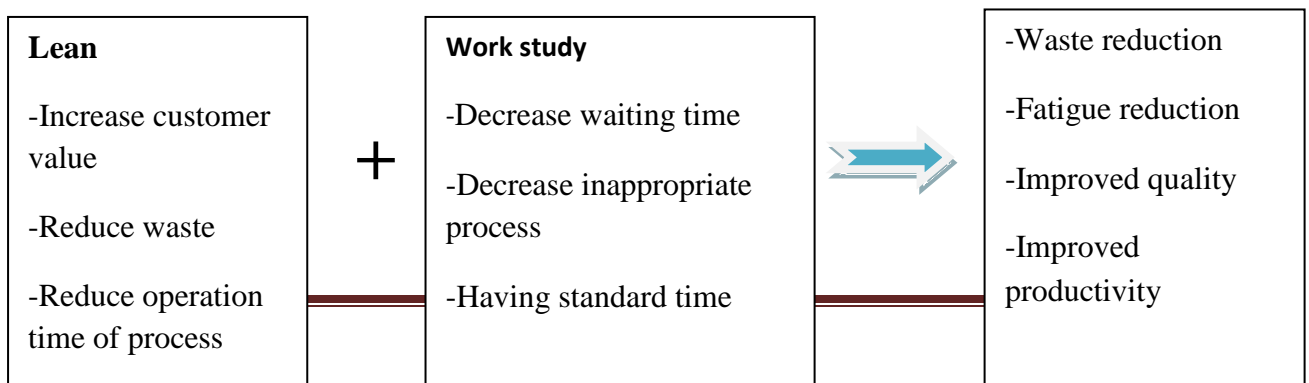 Lean
-Increase customer
value
-Reduce waste
-Reduce operation
time of process
+
Work study
-Decrease waiting time
-Decrease inappropriate
process
-Having standard time
-Waste reduction
-Fatigue reduction
-Improved quality
-Improved
productivity